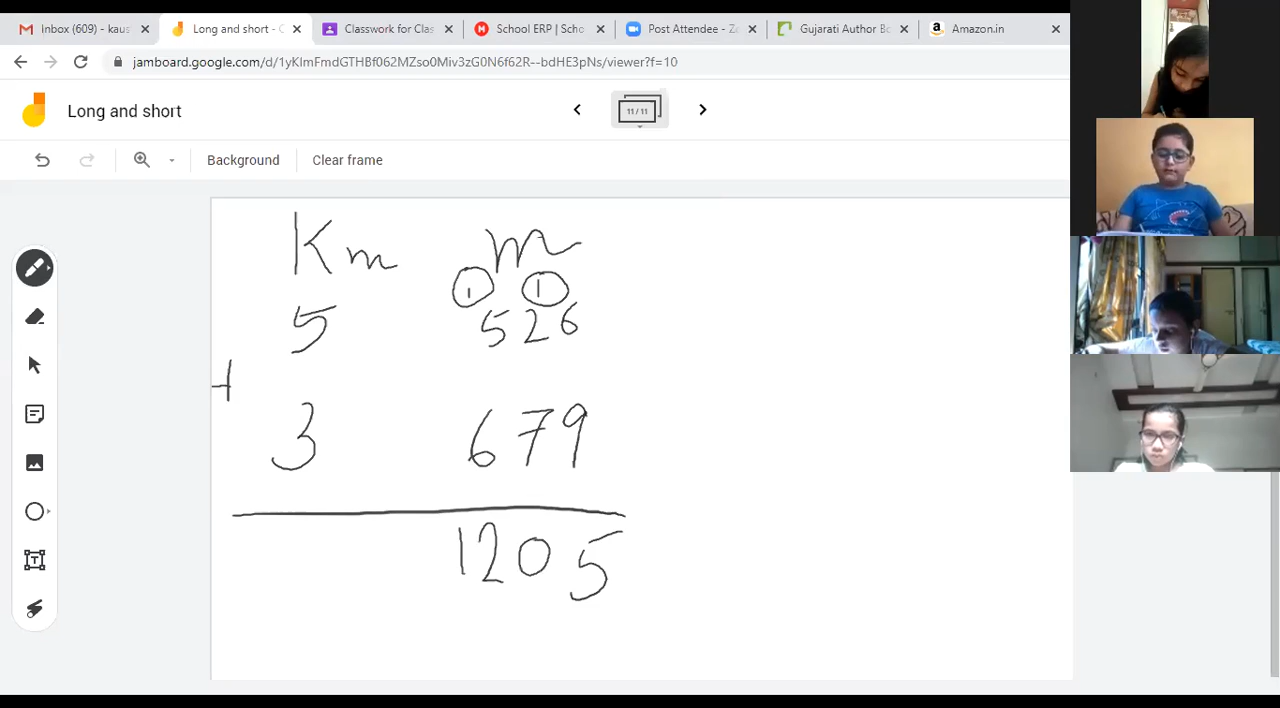 Inbox (609) - kaus
Long and short - G
Classwork for Clas
School ERP | Scho
Post Attendee - Zo
Gujarati Author Bo
Amazon.in
jamboard.google.com/d/1yKlmFmdGTHBf062MZso0Miv3zG0N6f62R--bdHE3pNs/viewer?f=10
Long and short
11 / 11
Background
Clear frame
Km m
1 1
5 526
+
3 679
1205